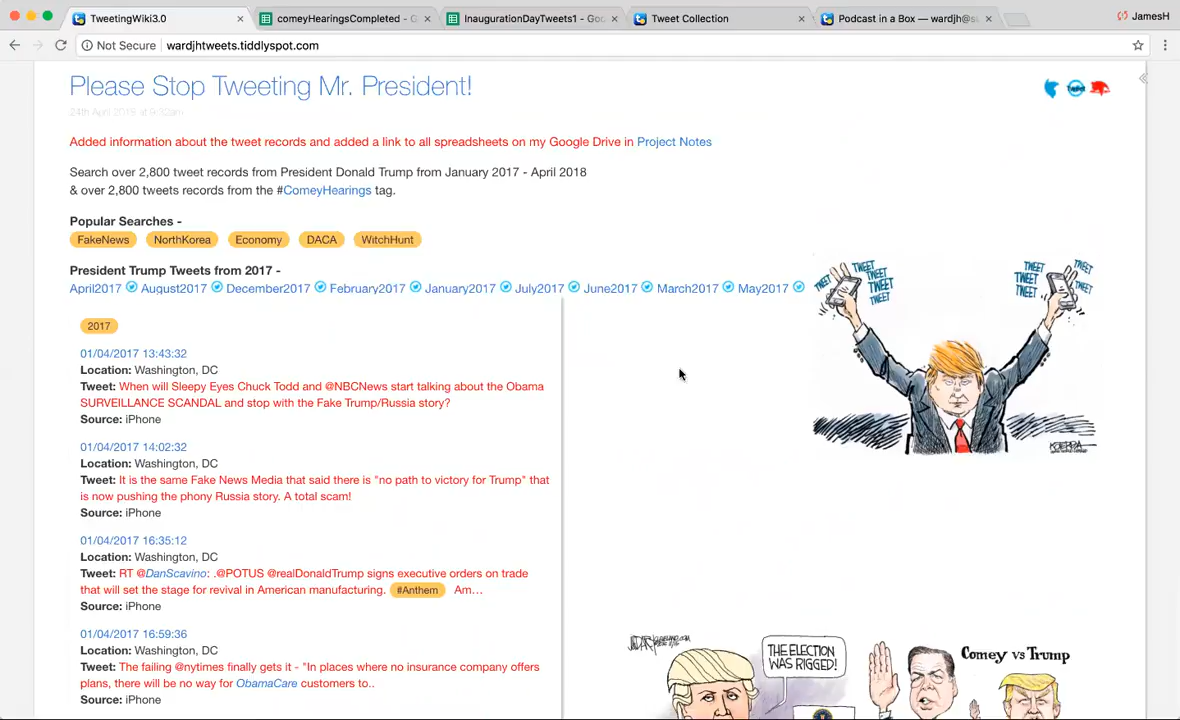 TweetingWiki3.0
comeyHearingsCompleted - G
InaugurationDayTweets1 - Goo
Tweet Collection
Podcast in a Box — wardjh@s
JamesH
Not Secure
wardjhtweets.tiddlyspot.com
Please Stop Tweeting Mr. President!
Added information about the tweet records and added a link to all spreadsheets on my Google Drive in Project Notes
Search over 2,800 tweet records from President Donald Trump from January 2017 - April 2018
& over 2,800 tweets records from the #ComeyHearings tag.
Popular Searches -
FakeNews NorthKorea Economy DACA WitchHunt
President Trump Tweets from 2017 -
April2017 August2017 December2017 February2017 January2017 July2017 June2017 March2017 May2017
2017
01/04/2017 13:43:32
Location: Washington, DC
Tweet: When will Sleepy Eyes Chuck Todd and @NBCNews start talking about the Obama
SURVEILLANCE SCANDAL and stop with the Fake Trump/Russia story?
Source: iPhone
01/04/2017 14:02:32
Location: Washington, DC
Tweet: It is the same Fake News Media that said there is "no path to victory for Trump" that
is now pushing the phony Russia story. A total scam!
Source: iPhone
01/04/2017 16:35:12
Location: Washington, DC
Tweet: RT @DanScavino: .@POTUS @realDonaldTrump signs executive orders on trade
that will set the stage for revival in American manufacturing. #Anthem Am…
Source: iPhone
01/04/2017 16:59:36
Location: Washington, DC
Tweet: The failing @nytimes finally gets it - "In places where no insurance company offers
plans, there will be no way for ObamaCare customers to..
Source: iPhone
TWEET TWEET TWEET TWEET TWEET
TWEET TWEET TWEET TWEET TWEET
THE ELECTION
WAS RIGGED!
Comey vs Trump